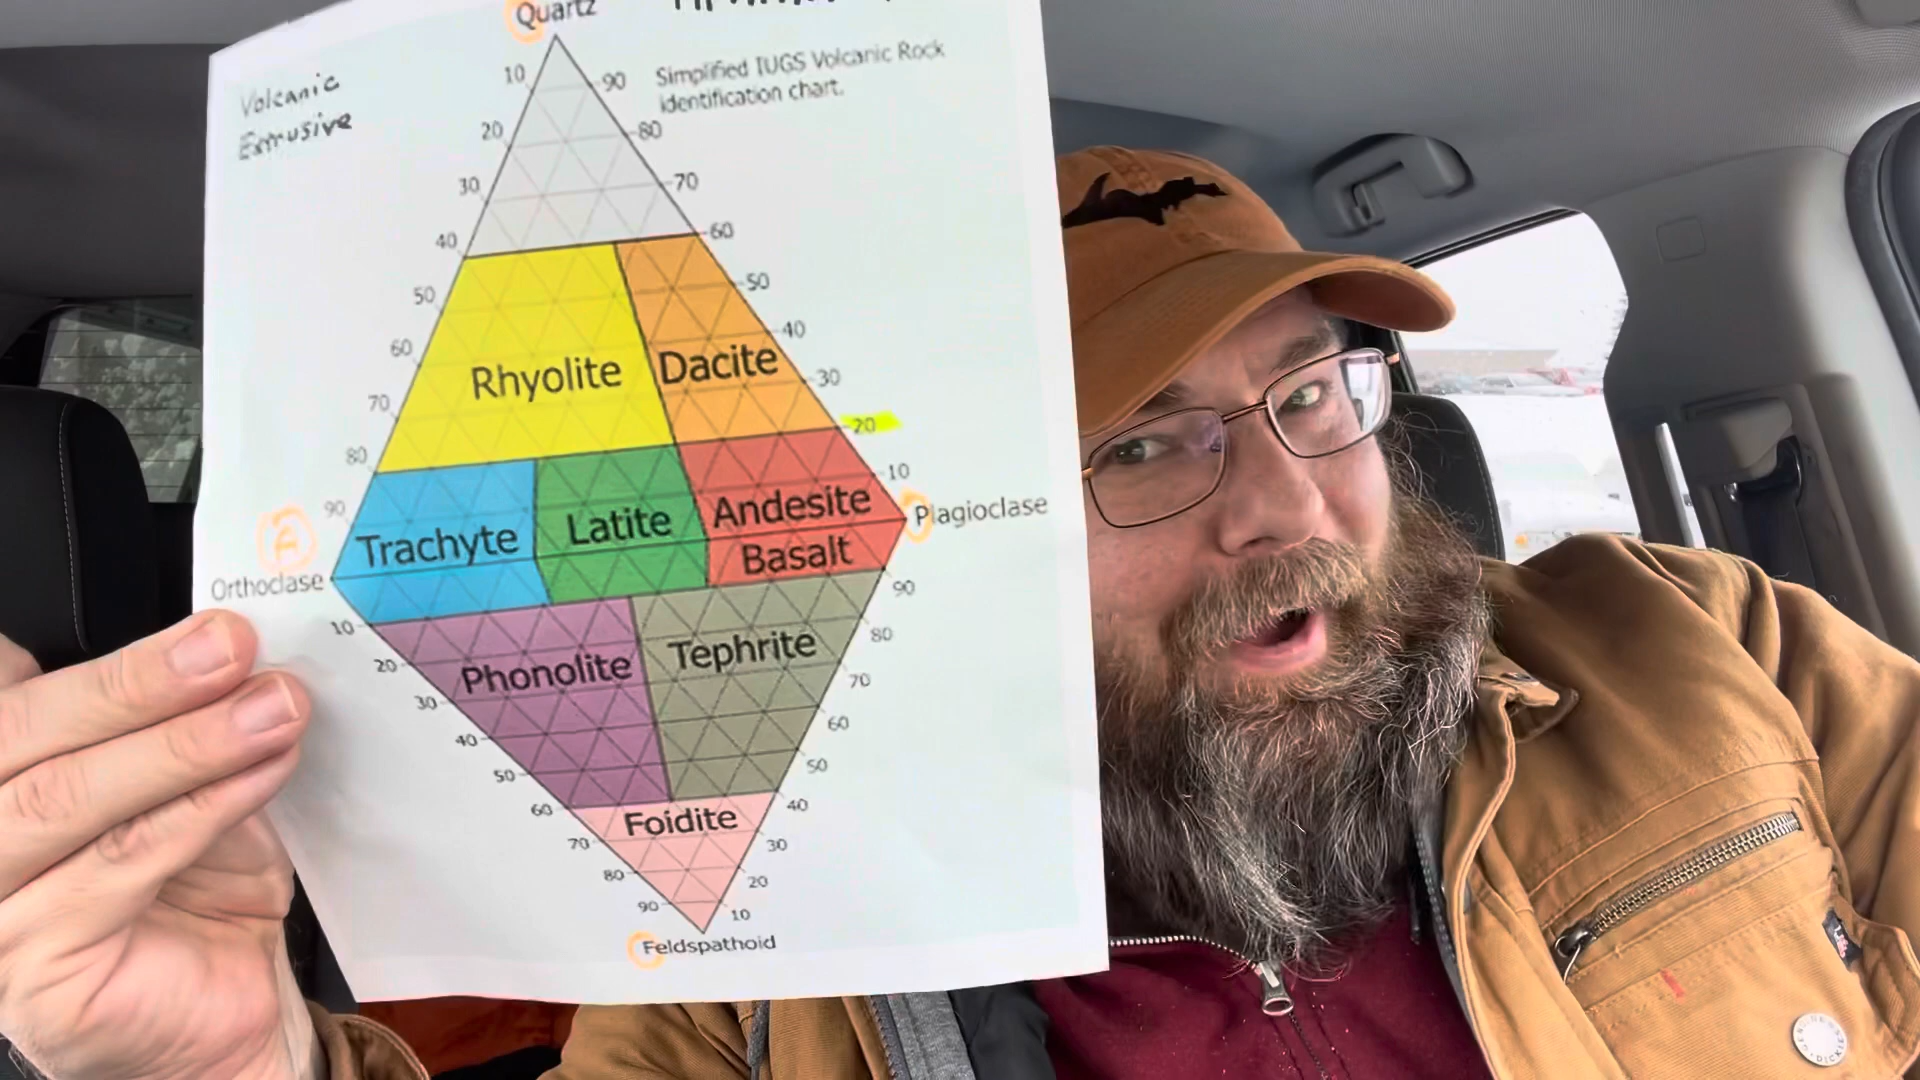 Quartz
Volcanic
Extrusive
Simplified IUGS Volcanic Rock
identification chart.
10
90
20
80
30
70
40
60
50
50
60
40
70
30
80
20
90
10
Rhyolite
Dacite
Trachyte
Latite
Andesite
Basalt
A
Orthoclase
Plagioclase
10
90
20
80
30
70
40
60
50
50
60
40
70
30
80
20
90
10
Phonolite
Tephrite
Foidite
Feldspathoid
DICKIES